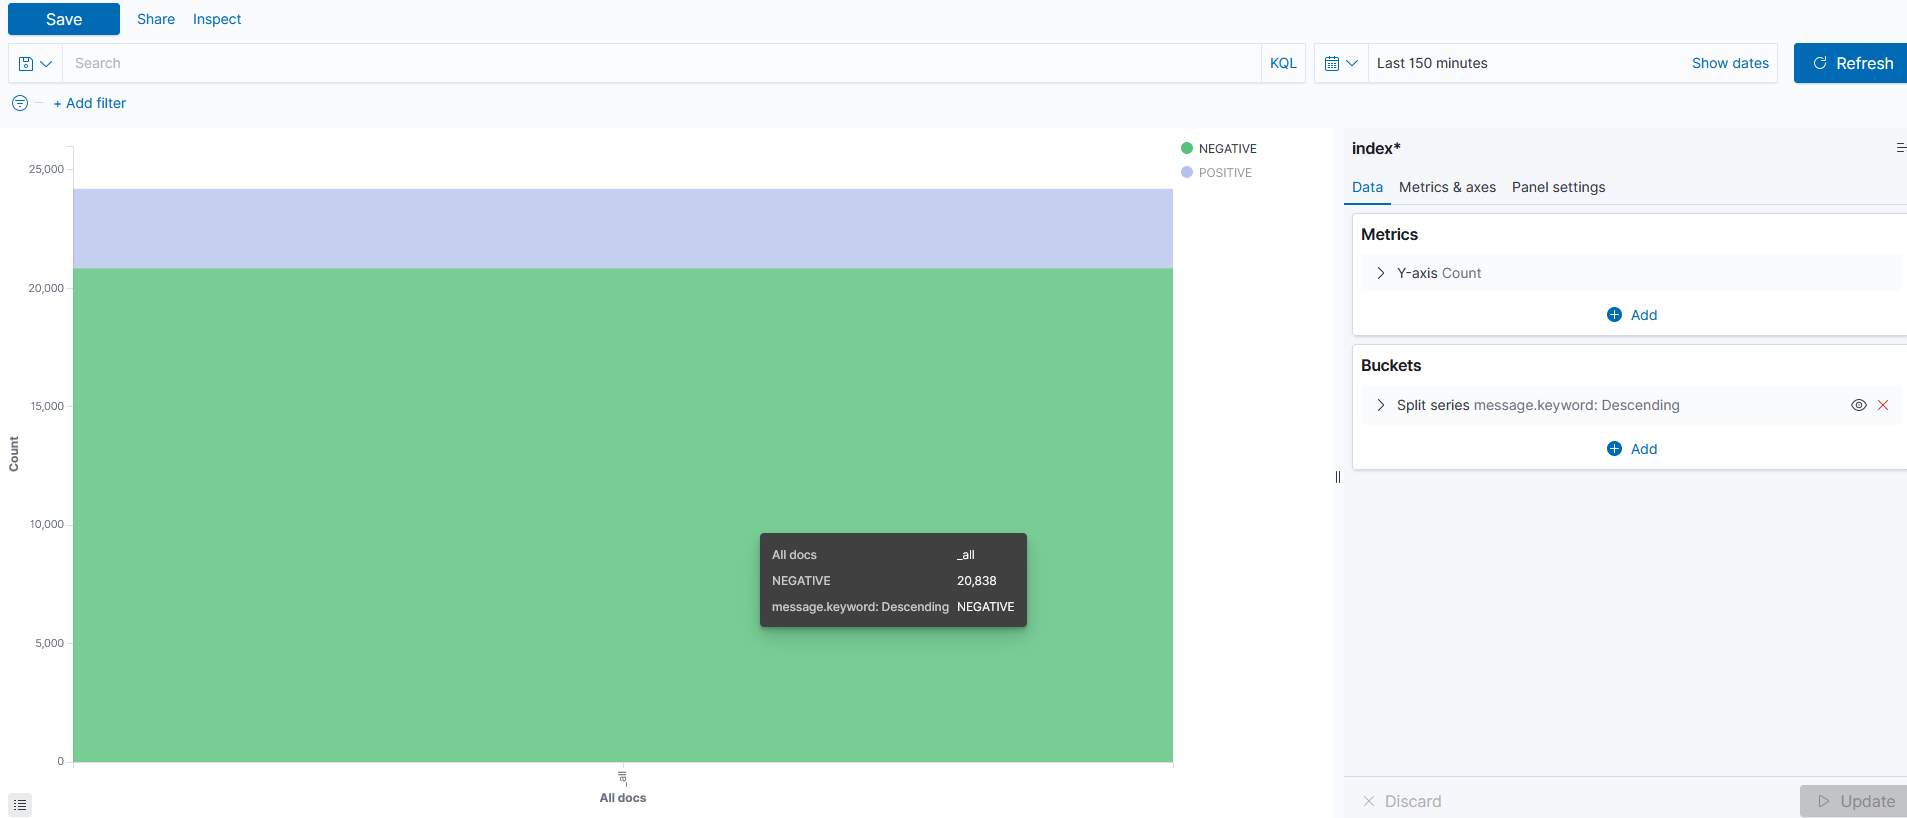 Save Share Inspect
Search KQL Last 150 minutes Show dates Refresh
+ Add filter
NEGATIVE
POSITIVE
25,000
20,000
15,000
10,000
5,000
0
Count
_all
All docs
All docs _all
NEGATIVE 20,838
message.keyword: Descending NEGATIVE
index*
Data Metrics & axes Panel settings
Metrics
Y-axis Count
Add
Buckets
Split series message.keyword: Descending
Add
Discard Update